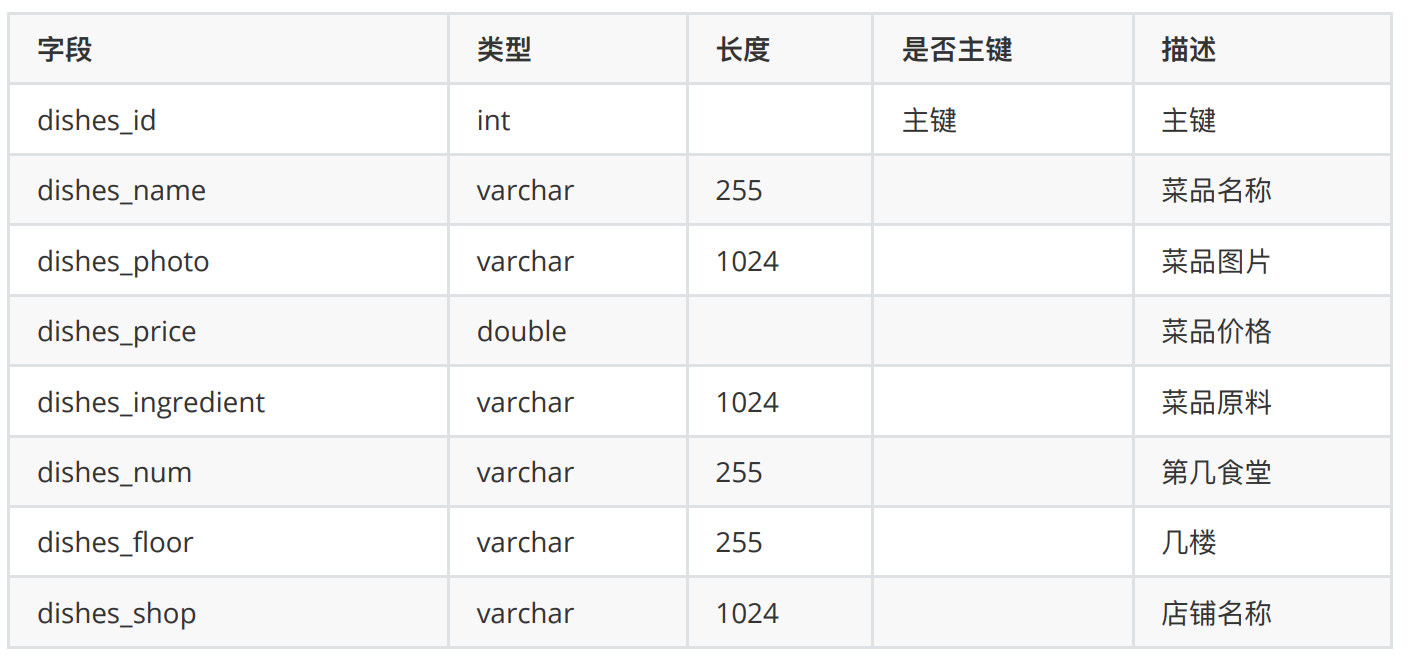 字段 类型 长度 是否主键 描述
dishes_id int 主键 主键
dishes_name varchar 255 菜品名称
dishes_photo varchar 1024 菜品图片
dishes_price double 菜品价格
dishes_ingredient varchar 1024 菜品原料
dishes_num varchar 255 第几食堂
dishes_floor varchar 255 几楼
dishes_shop varchar 1024 店铺名称